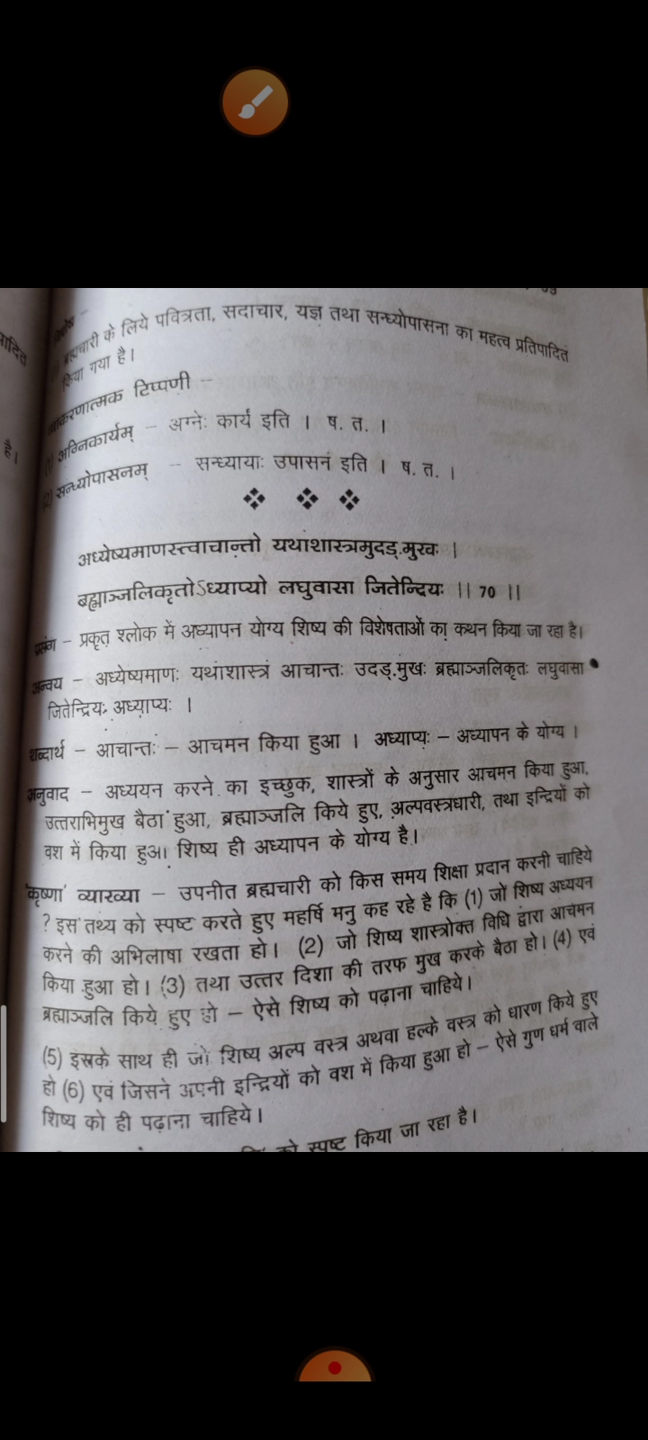 ब्रह्मचारी के लिये पवित्रता, सदाचार, यज्ञ तथा सन्ध्योपासना का महत्व प्रतिपादित
किया गया है।
टिप्पणी –
अग्निकार्यम् – अग्नेः कार्यं इति । ष. त. ।
(2) सन्ध्योपासनम् – सन्ध्यायाः उपासनं इति । ष. त. ।
है।
अध्येष्यमाणस्त्वाचान्तो यथाशास्त्रमुदड्.मुखः ।
ब्रह्माञ्जलिकृतोऽध्याप्यो लघुवासा जितेन्दियः ।। 70 ।।
प्रसंग – प्रकृत श्लोक में अध्यापन योग्य शिष्य की विशेषताओं का कथन किया जा रहा है।
अन्वय – अध्येष्यमाणः यथाशास्त्रं आचान्तः उदड्.मुखः ब्रह्माञ्जलिकृतः लघुवासा
जितेन्द्रियः अध्याप्यः ।
शब्दार्थ – आचान्तः – आचमन किया हुआ । अध्याप्यः – अध्यापन के योग्य ।
अनुवाद – अध्ययन करने का इच्छुक, शास्त्रों के अनुसार आचमन किया हुआ,
उत्तराभिमुख बैठा हुआ, ब्रह्माञ्जलि किये हुए, अल्पवस्त्रधारी, तथा इन्द्रियों को
वश में किया हुआ शिष्य ही अध्यापन के योग्य है।
'कृष्णा' व्याख्या – उपनीत ब्रह्मचारी को किस समय शिक्षा प्रदान करनी चाहिये
? इस तथ्य को स्पष्ट करते हुए महर्षि मनु कह रहे है कि (1) जो शिष्य अध्ययन
करने की अभिलाषा रखता हो। (2) जो शिष्य शास्त्रोक्त विधि द्वारा आचमन
किया हुआ हो। (3) तथा उत्तर दिशा की तरफ मुख करके बैठा हो। (4) एवं
ब्रह्माञ्जलि किये हुए हो – ऐसे शिष्य को पढ़ाना चाहिये।
(5) इसके साथ ही जो शिष्य अल्प वस्त्र अथवा हल्के वस्त्र को धारण किये हुए
हो (6) एवं जिसने अपनी इन्द्रियों को वश में किया हुआ हो – ऐसे गुण धर्म वाले
शिष्य को ही पढ़ाना चाहिये।
को स्पष्ट किया जा रहा है।